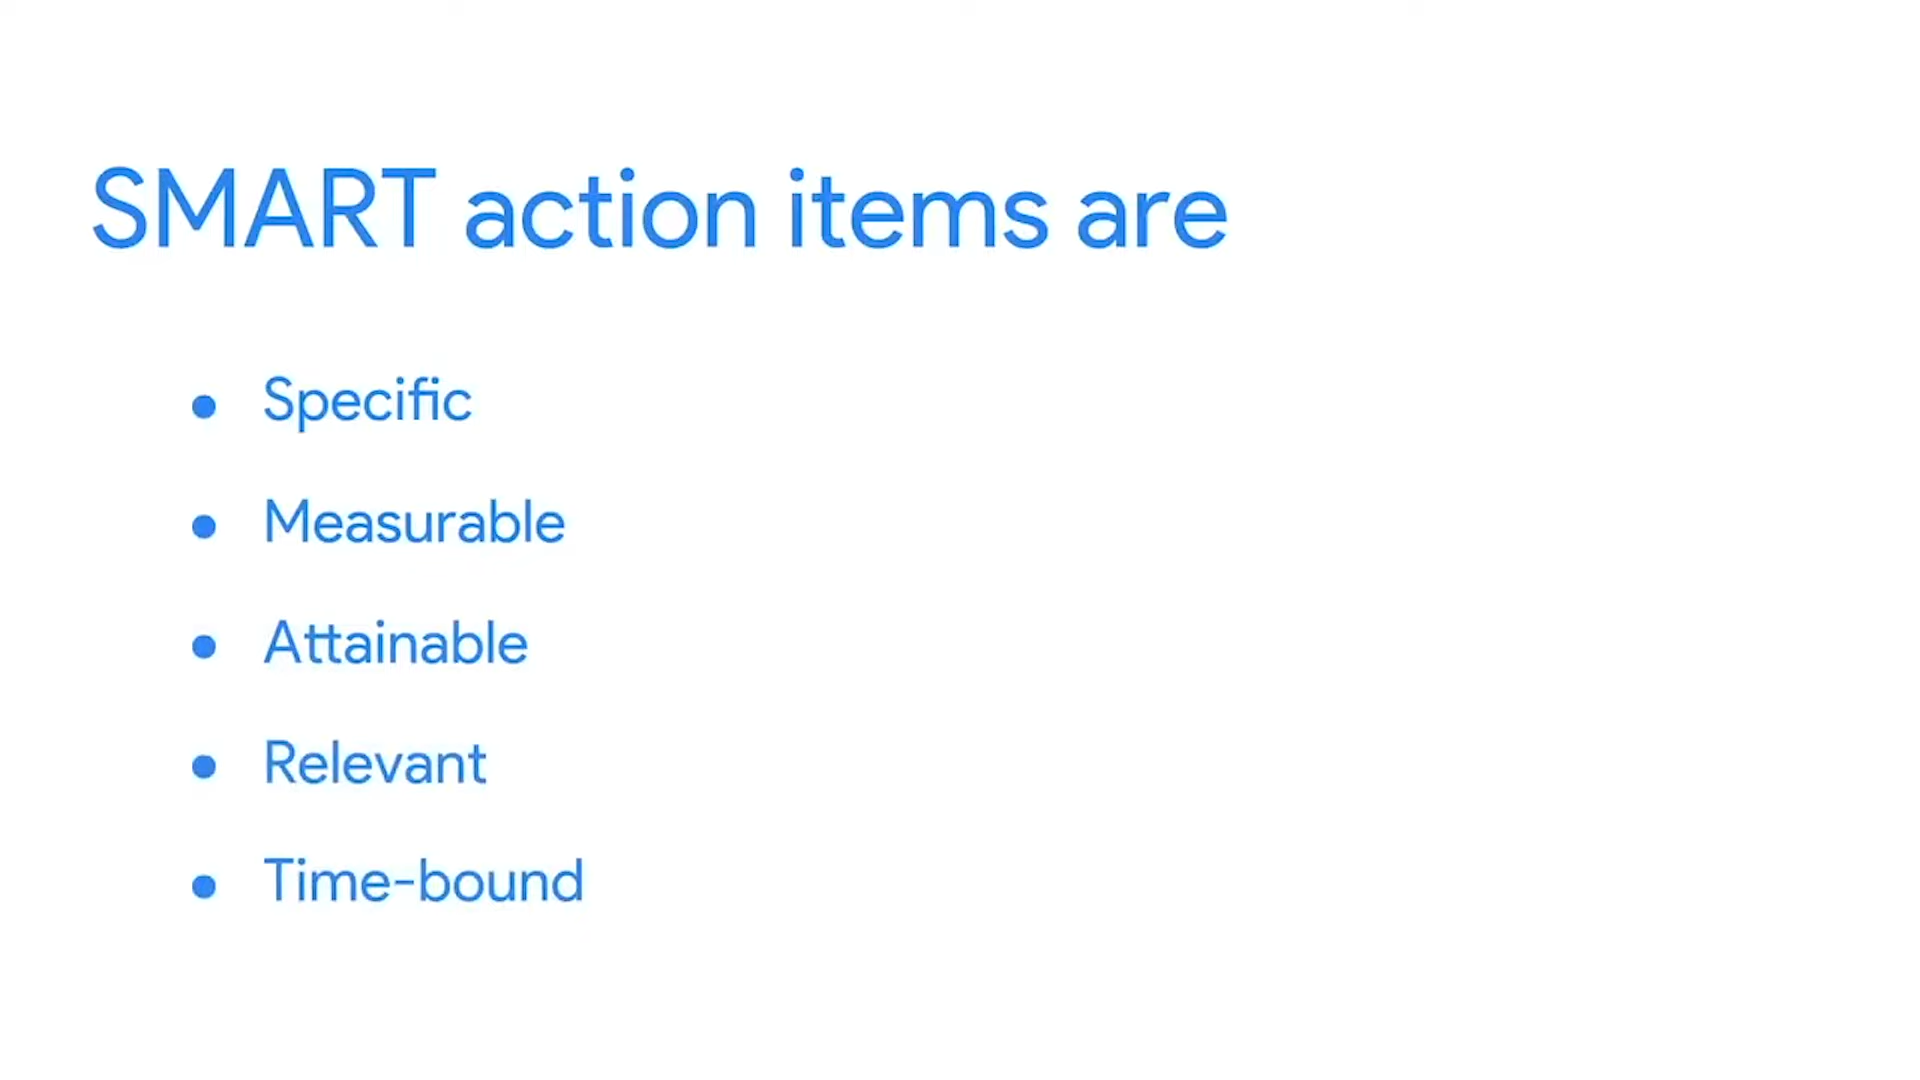 SMART action items are
● Specific
● Measurable
● Attainable
● Relevant
● Time-bound